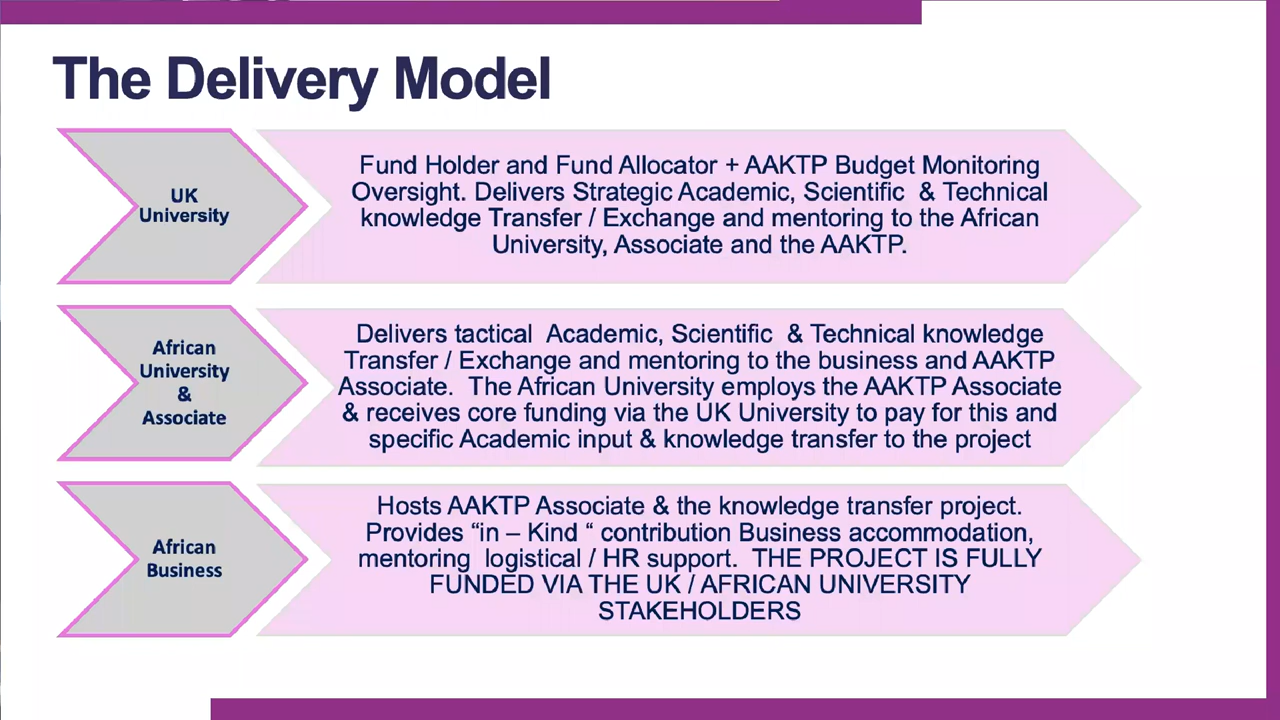 The Delivery Model
UK
University
Fund Holder and Fund Allocator + AAKTP Budget Monitoring
Oversight. Delivers Strategic Academic, Scientific & Technical
knowledge Transfer / Exchange and mentoring to the African
University, Associate and the AAKTP.
African
University
&
Associate
Delivers tactical Academic, Scientific & Technical knowledge
Transfer / Exchange and mentoring to the business and AAKTP
Associate. The African University employs the AAKTP Associate
& receives core funding via the UK University to pay for this and
specific Academic input & knowledge transfer to the project
African
Business
Hosts AAKTP Associate & the knowledge transfer project.
Provides “in – Kind “ contribution Business accommodation,
mentoring logistical / HR support. THE PROJECT IS FULLY
FUNDED VIA THE UK / AFRICAN UNIVERSITY
STAKEHOLDERS